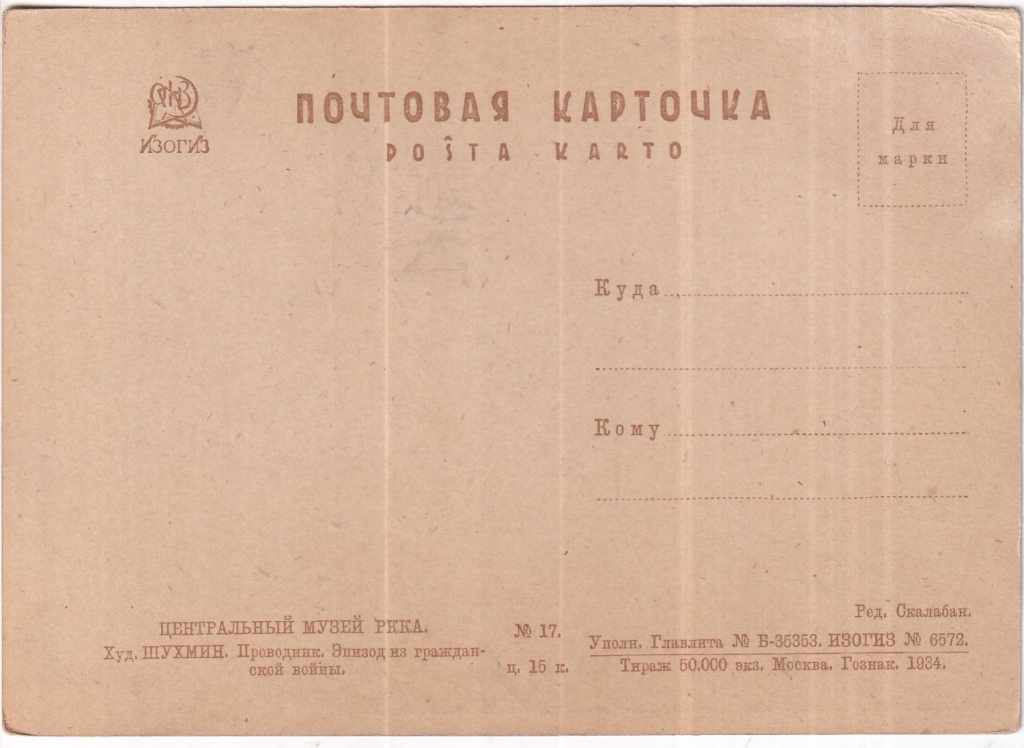 ИЗОГИЗ
ПОЧТОВАЯ КАРТОЧКА
POŜTA KARTO
Для
марки
Куда
Кому
ЦЕНТРАЛЬНЫЙ МУЗЕЙ РККА.
Худ. ШУХМИН. Проводник. Эпизод из граждан-
ской войны.
№ 17.
ц. 15 к.
Ред. Скалабан.
Уполн. Главлита № Б-35353. ИЗОГИЗ № 6572.
Тираж 50.000 экз. Москва. Гознак. 1934.